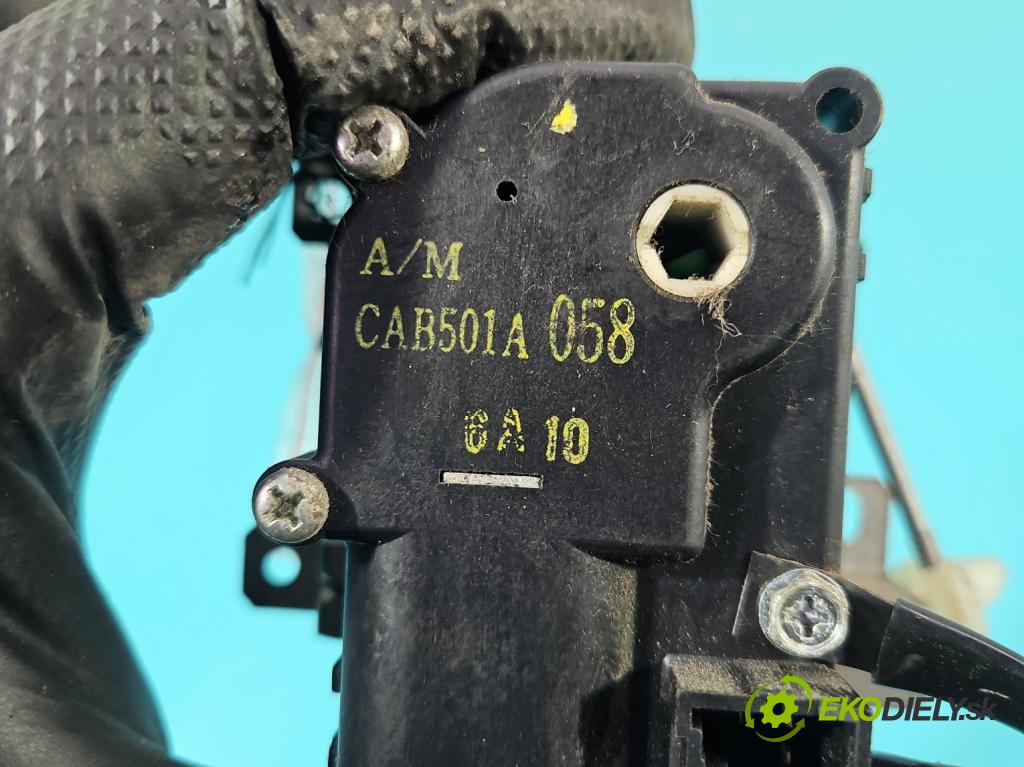 A/M
CAB501A 058
6A 10
EKODIELY.sk